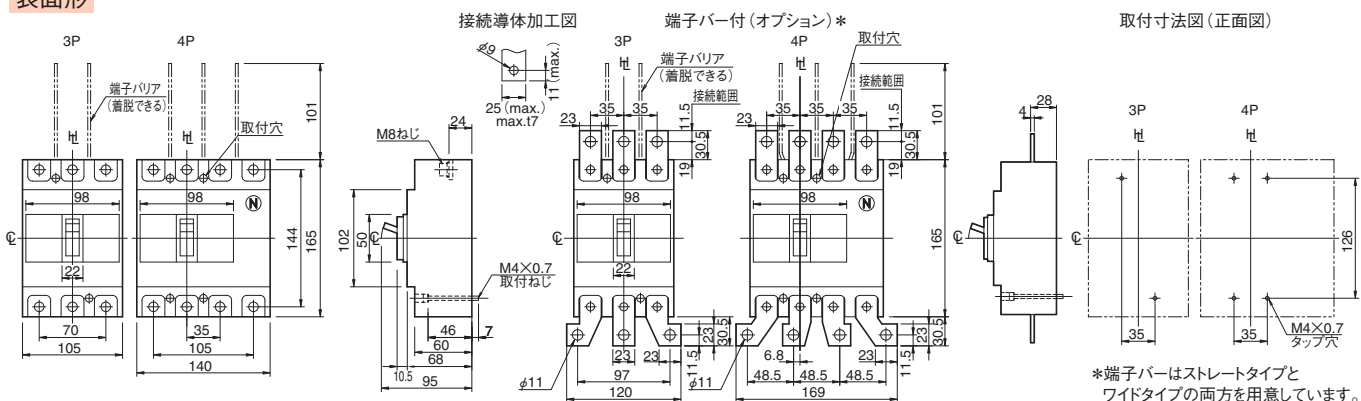 表面形
接続導体加工図
端子バー付(オプション)*
取付寸法図(正面図)
3P
4P
端子バリア
(着脱できる)
取付穴
101
98
98
N
22
144
165
70
105
35
105
140
φ9
11(max.)
25(max.)
max.t7
24
M8ねじ
102
50
M4×0.7
取付ねじ
46
7
60
68
10.5
95
3P
端子バリア
(着脱できる)
接続範囲
35
35
23
11.5
30.5
19
98
22
φ11
23
23
11.5
23
30.5
97
120
4P
取付穴
接続範囲
35
35
35
23
11.5
30.5
19
101
98
N
165
φ11
6.8
23
11.5
23
30.5
48.5
48.5
48.5
169
4
28
3P
4P
126
35
35
M4×0.7
タップ穴
*端子バーはストレートタイプと
ワイドタイプの両方を用意しています。